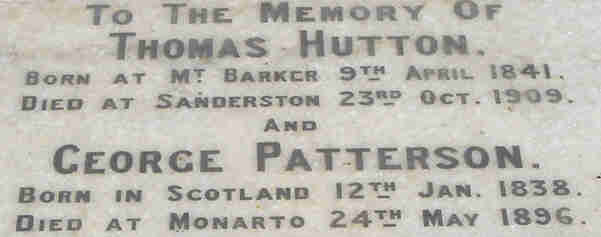 TO THE MEMORY OF
THOMAS HUTTON.
BORN AT MT. BARKER 9TH APRIL 1841.
DIED AT SANDERSTON 23RD OCT. 1909.
AND
GEORGE PATTERSON.
BORN IN SCOTLAND 12TH JAN. 1838.
DIED AT MONARTO 24TH MAY 1896.